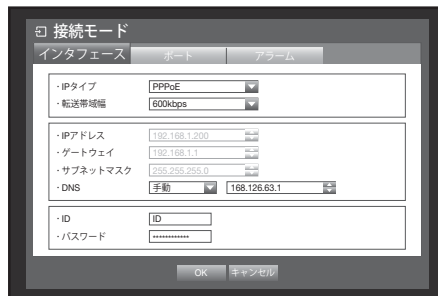 接続モード
インタフェース ポート アラーム
・IPタイプ PPPoE
・転送帯域幅 600kbps
・IPアドレス 192.168.1.200
・ゲートウェイ 192.168.1.1
・サブネットマスク 255.255.255.0
・DNS 手動 168.126.63.1
・ID ID
・パスワード ************
OK キャンセル